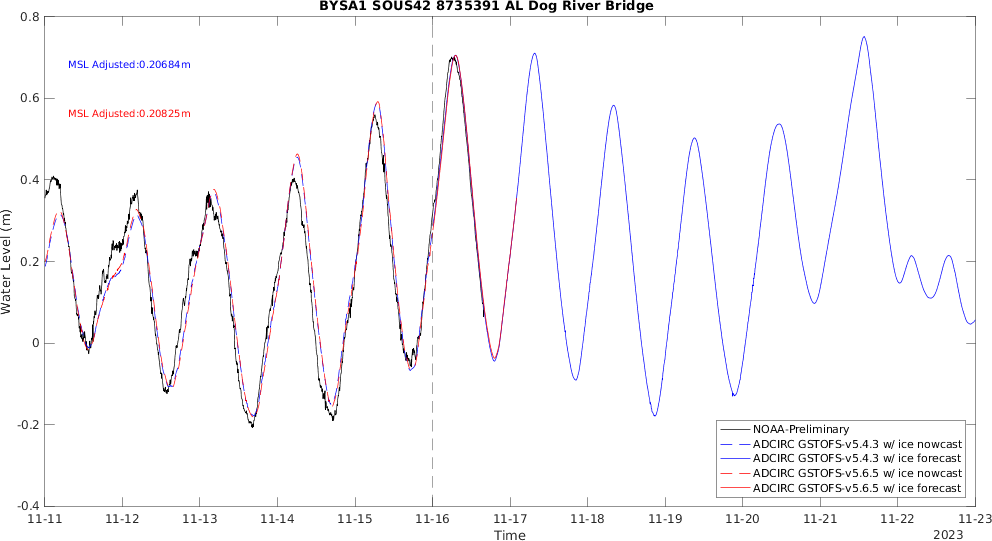 BYSA1 SOUS42 8735391 AL Dog River Bridge
0.8
0.6
0.4
0.2
0
-0.2
-0.4
Water Level (m)
MSL Adjusted:0.20684m
MSL Adjusted:0.20825m
NOAA-Preliminary
ADCIRC GSTOFS-v5.4.3 w/ ice nowcast
ADCIRC GSTOFS-v5.4.3 w/ ice forecast
ADCIRC GSTOFS-v5.6.5 w/ ice nowcast
ADCIRC GSTOFS-v5.6.5 w/ ice forecast
11-11 11-12 11-13 11-14 11-15 11-16 11-17 11-18 11-19 11-20 11-21 11-22 11-23
Time
2023